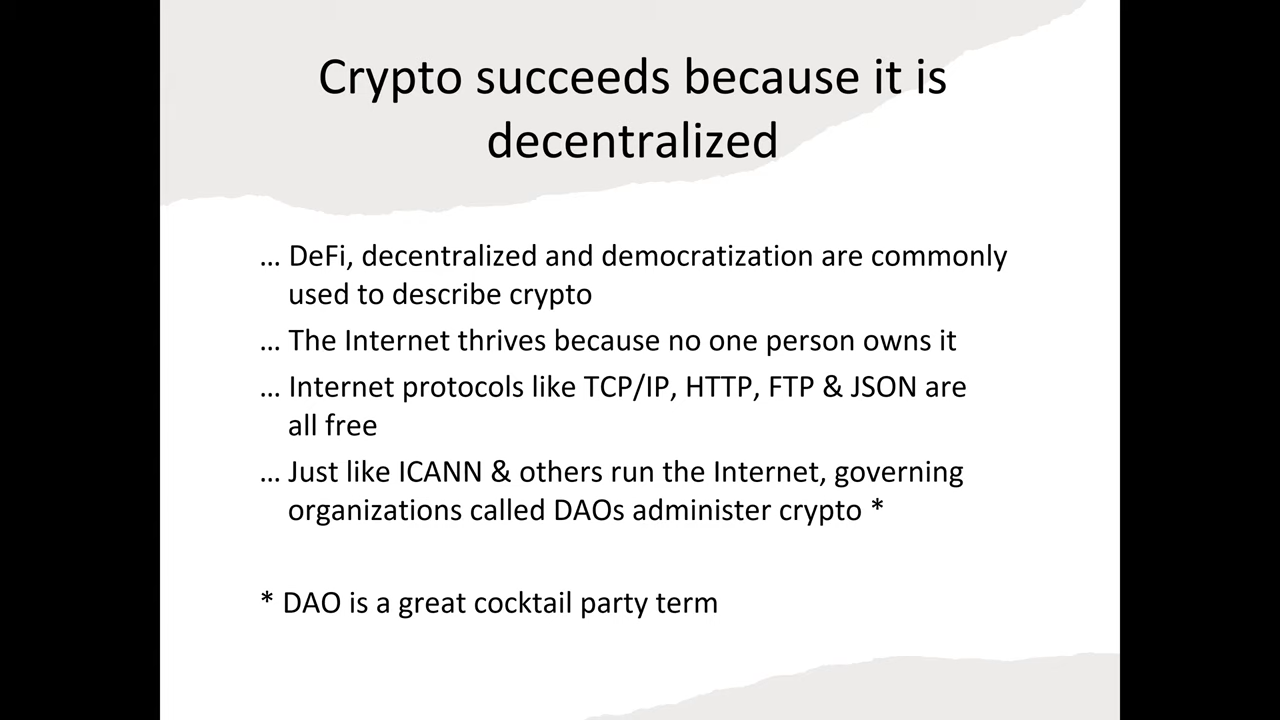 Crypto succeeds because it is
decentralized
… DeFi, decentralized and democratization are commonly
used to describe crypto
… The Internet thrives because no one person owns it
… Internet protocols like TCP/IP, HTTP, FTP & JSON are
all free
… Just like ICANN & others run the Internet, governing
organizations called DAOs administer crypto *
* DAO is a great cocktail party term